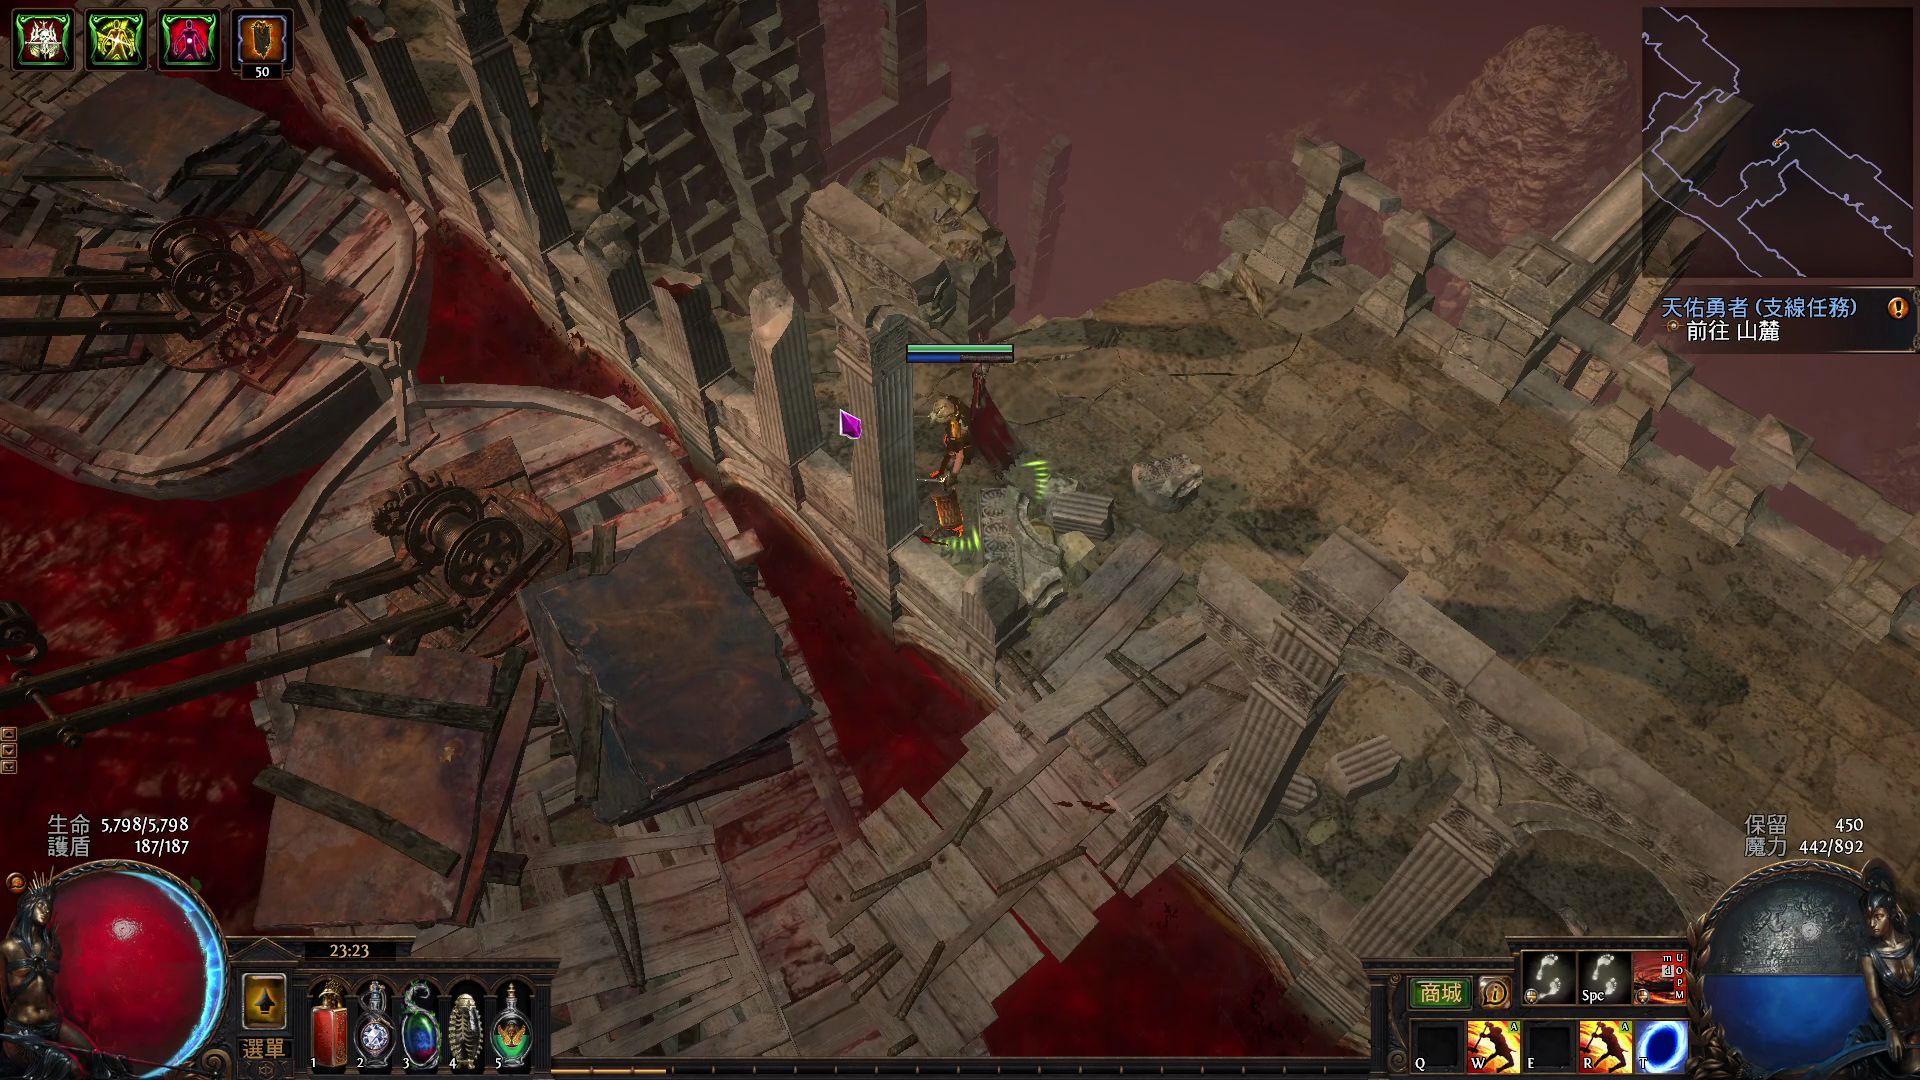 50
天佑勇者 (支線任務)
前往 山麓
生命 5,798/5,798
護盾 187/187
保留 450
魔力 442/892
23:23
選單
1 2 3 4 5
商城
Spc
m U
d O
P
M
Q W A E R A T